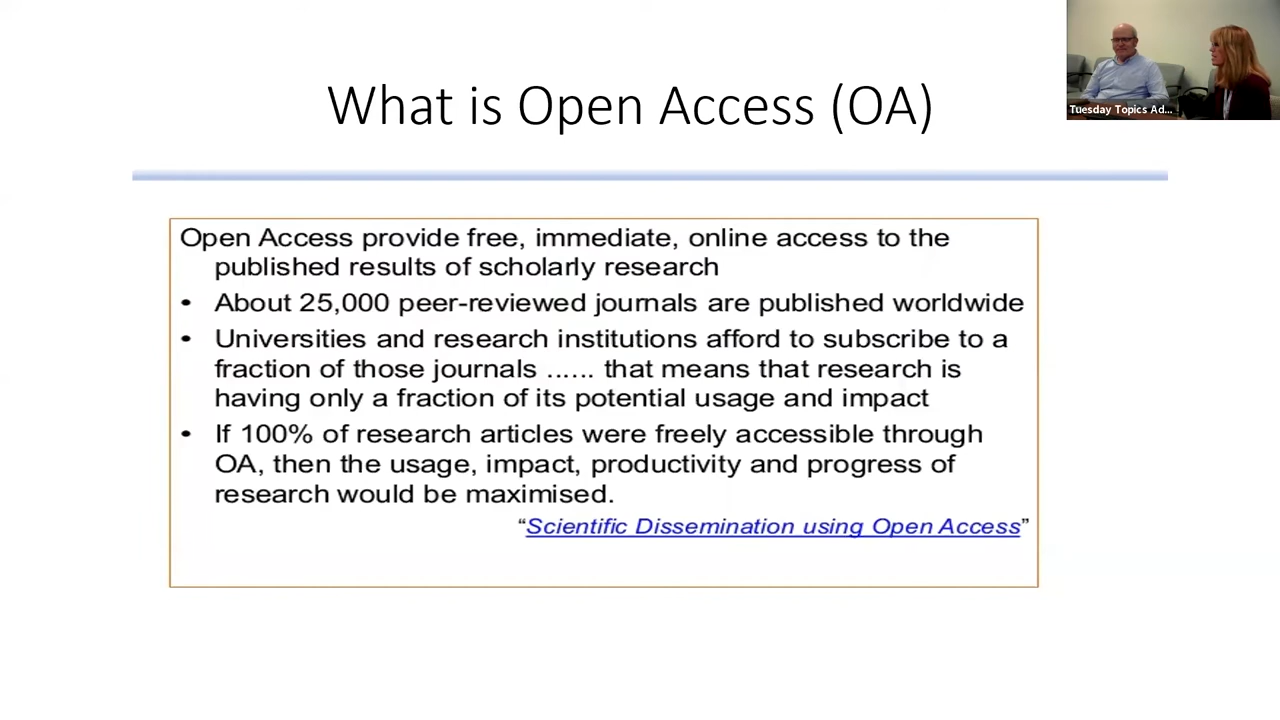 What is Open Access (OA)
Tuesday Topics Ad...
Open Access provide free, immediate, online access to the
published results of scholarly research
• About 25,000 peer-reviewed journals are published worldwide
• Universities and research institutions afford to subscribe to a
fraction of those journals ...... that means that research is
having only a fraction of its potential usage and impact
• If 100% of research articles were freely accessible through
OA, then the usage, impact, productivity and progress of
research would be maximised.
“Scientific Dissemination using Open Access”